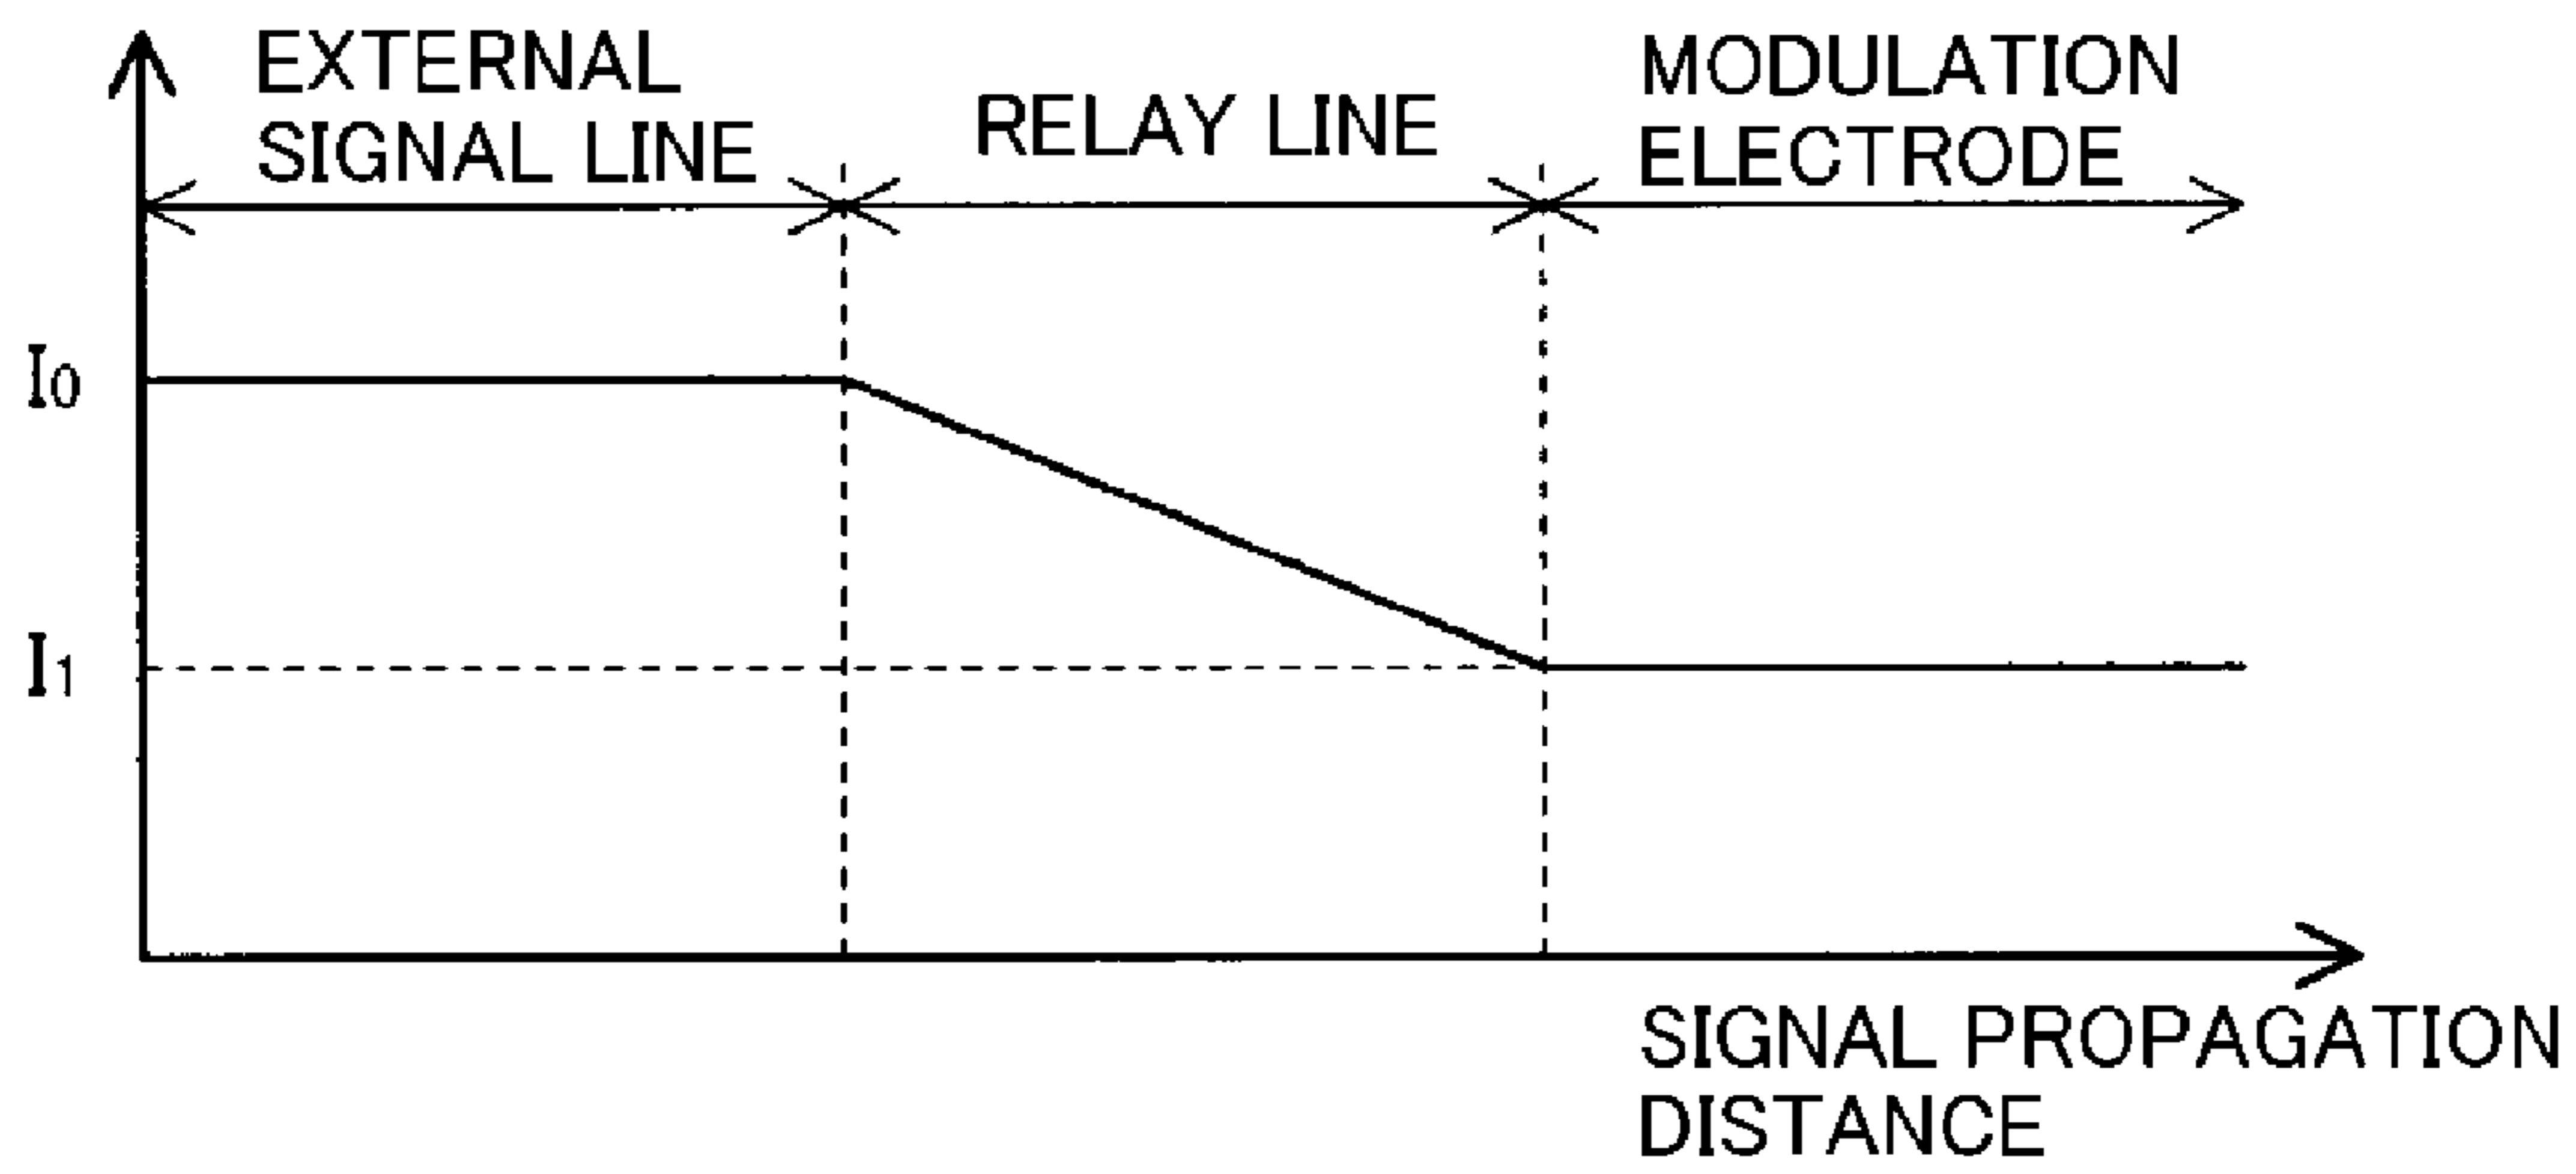 EXTERNAL
SIGNAL LINE
RELAY LINE
MODULATION
ELECTRODE
I0
I1
SIGNAL PROPAGATION
DISTANCE